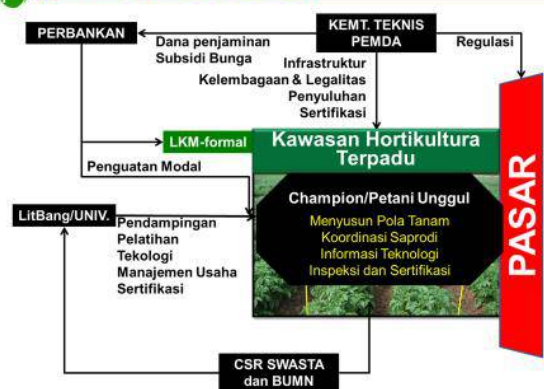 PERBANKAN
Dana penjaminan
Subsidi Bunga
KEMT. TEKNIS
PEMDA
Regulasi
Infrastruktur
Kelembagaan & Legalitas
Penyuluhan
Sertifikasi
LKM-formal
Penguatan Modal
Kawasan Hortikultura
Terpadu
Champion/Petani Unggul
Menyusun Pola Tanam
Koordinasi Saprodi
Informasi Teknologi
Inspeksi dan Sertifikasi
PASAR
LitBang/UNIV.
Pendampingan
Pelatihan
Tekologi
Manajemen Usaha
Sertifikasi
CSR SWASTA
dan BUMN